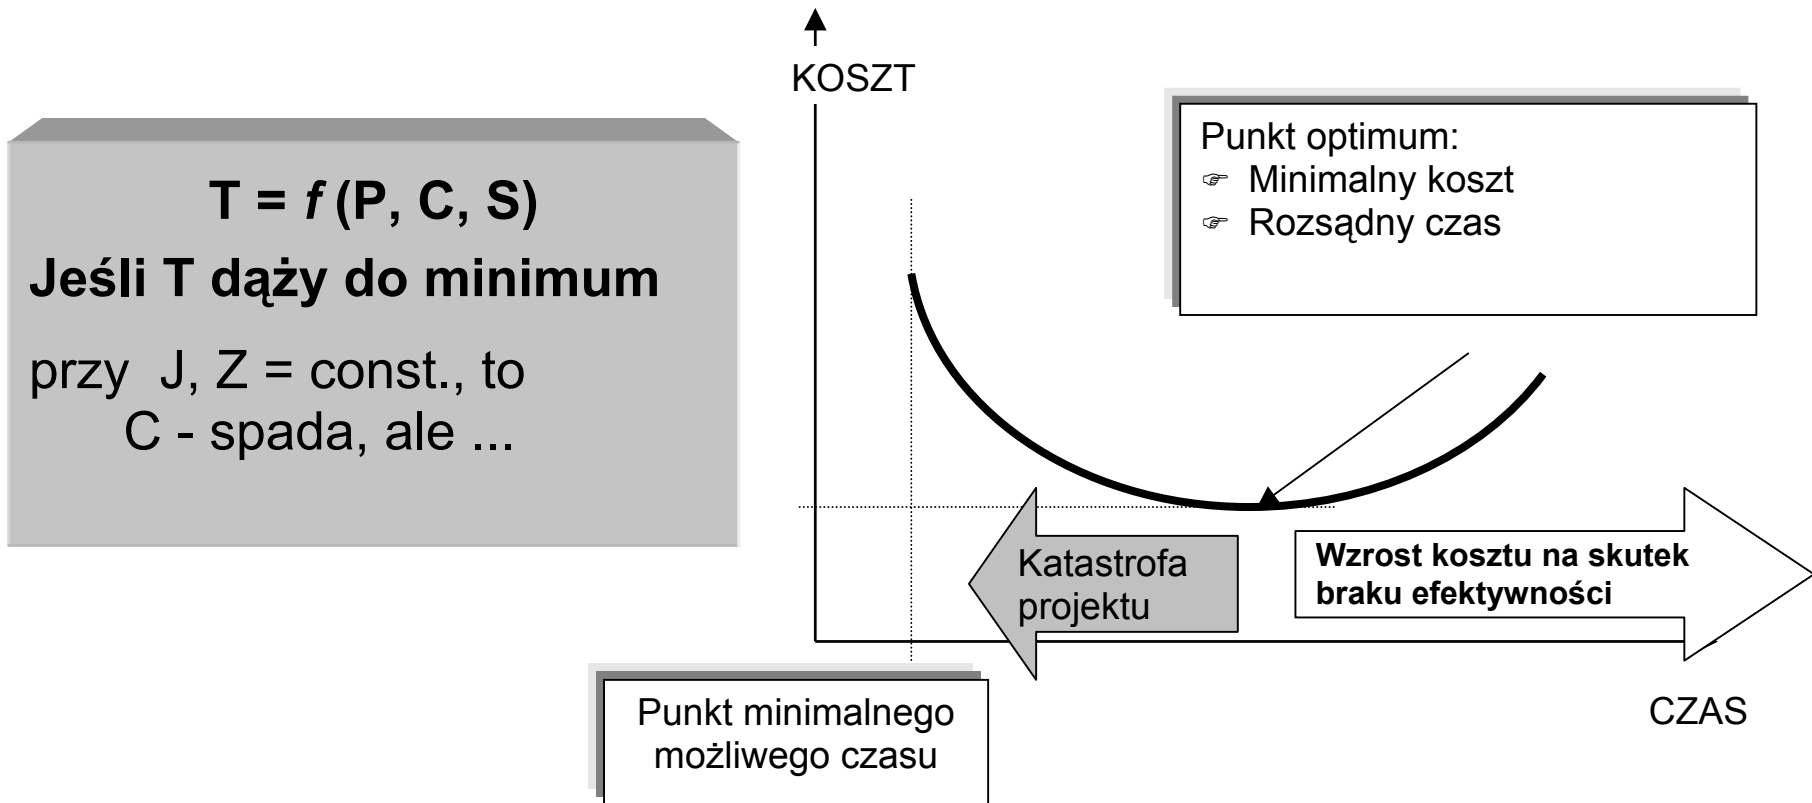 T = f (P, C, S)
Jeśli T dąży do minimum
przy J, Z = const., to
C - spada, ale ...
KOSZT
Punkt optimum:
☞ Minimalny koszt
☞ Rozsądny czas
Katastrofa
projektu
Wzrost kosztu na skutek
braku efektywności
Punkt minimalnego
możliwego czasu
CZAS